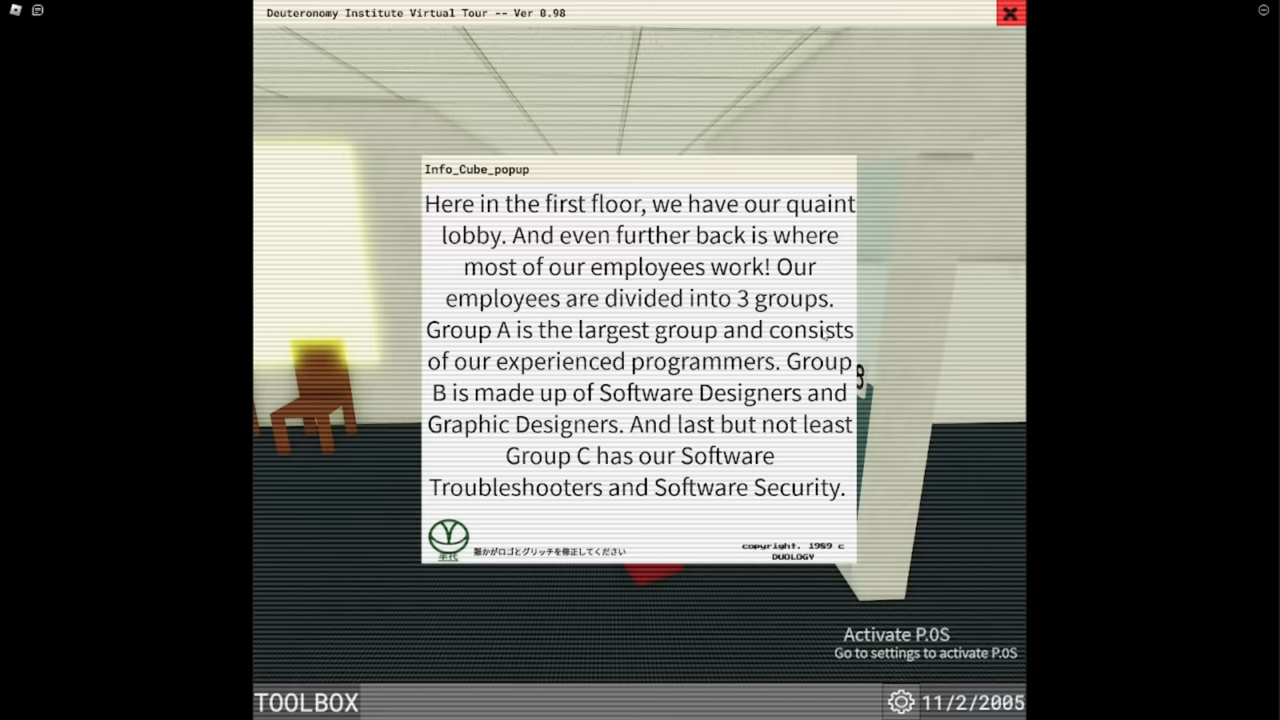 Deuteronomy Institute Virtual Tour -- Ver 0.98
Info_Cube_popup
Here in the first floor, we have our quaint
lobby. And even further back is where
most of our employees work! Our
employees are divided into 3 groups.
Group A is the largest group and consists
of our experienced programmers. Group
B is made up of Software Designers and
Graphic Designers. And last but not least
Group C has our Software
Troubleshooters and Software Security.
誰かがロゴとグリッチを修正してください
copyright. 1989 c
DUOLOGY
Activate P.0S
Go to settings to activate P.0S
TOOLBOX
11/2/2005